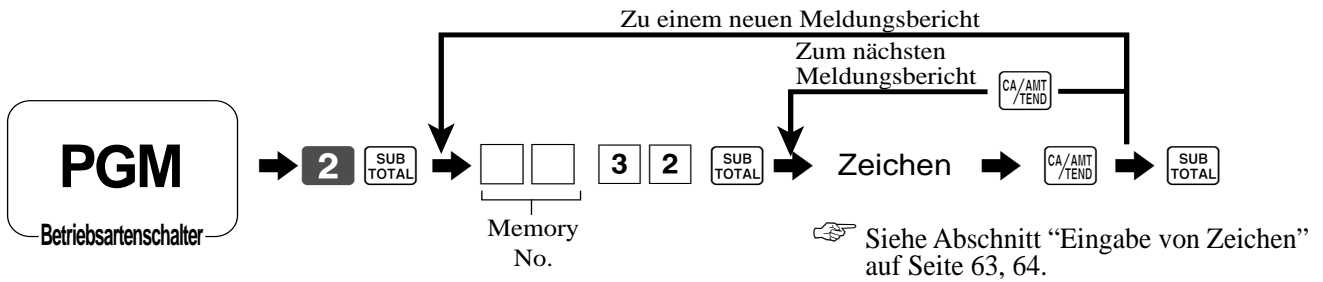 Zu einem neuen Meldungsbericht
Zum nächsten
Meldungsbericht
CA/AMT
/TEND
PGM
Betriebsartenschalter
2
SUB
TOTAL
3 2
SUB
TOTAL
Zeichen
CA/AMT
/TEND
SUB
TOTAL
Memory
No.
Siehe Abschnitt “Eingabe von Zeichen”
auf Seite 63, 64.